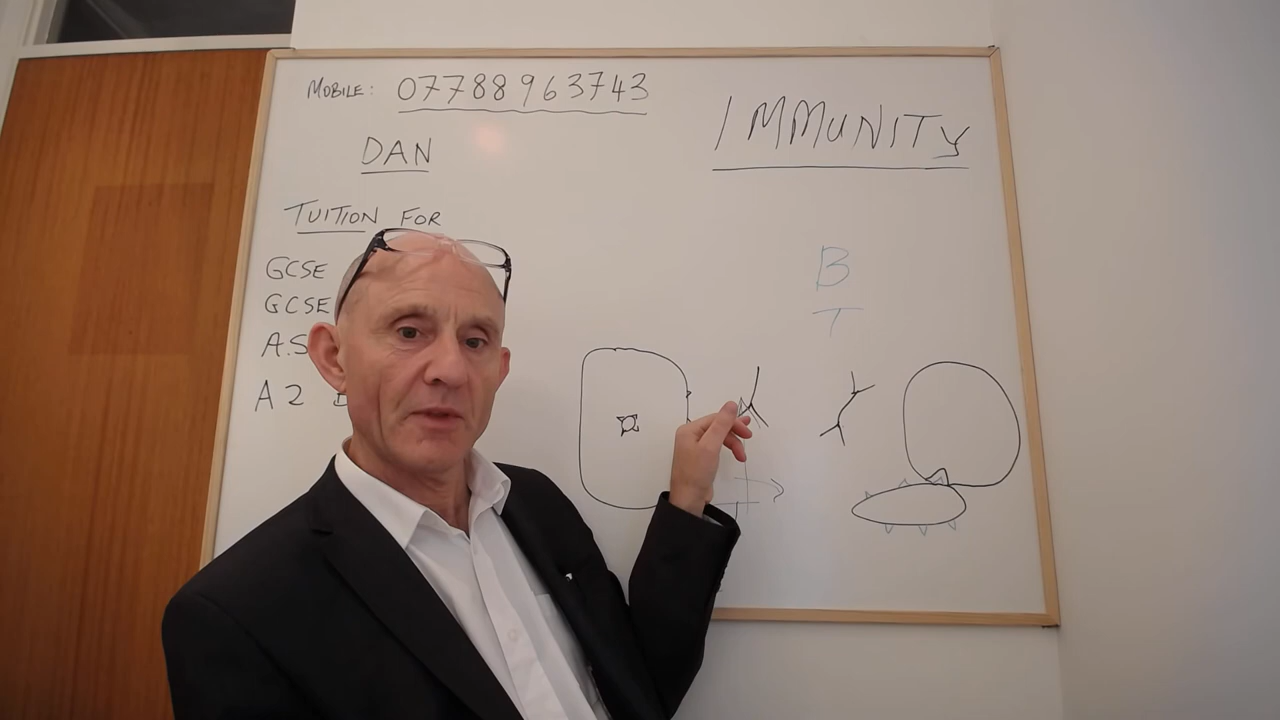 MOBILE: 07788963743
IMMUNITY
DAN
TUITION FOR
GCSE
GCSE
A.S
A2
B
T